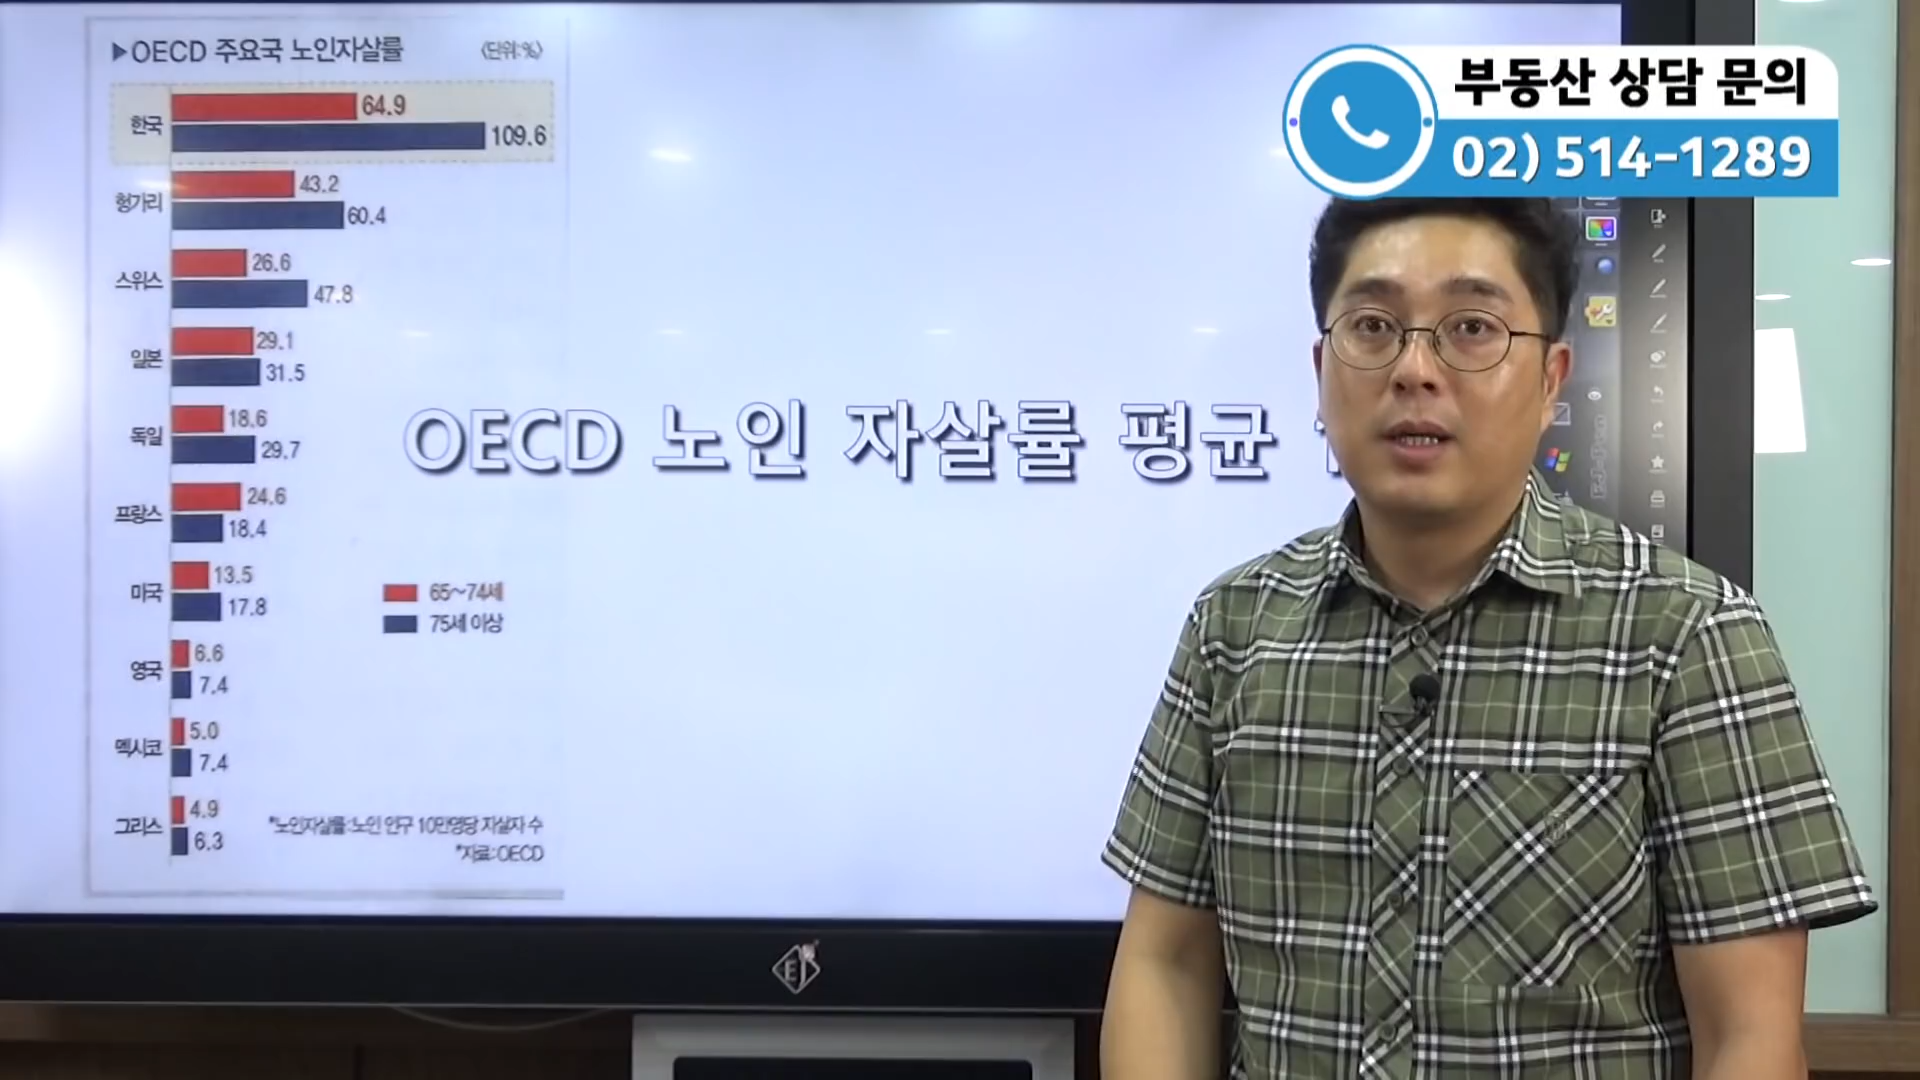 ▶OECD 주요국 노인자살률 〈단위:%〉
한국 64.9
109.6
헝가리 43.2
60.4
스위스 26.6
47.8
일본 29.1
31.5
독일 18.6
29.7
프랑스 24.6
18.4
미국 13.5
17.8
영국 6.6
7.4
멕시코 5.0
7.4
그리스 4.9
6.3
65~74세
75세 이상
*노인자살률:노인 인구 10만명당 자살자 수
*자료:OECD
OECD 노인 자살률 평균
부동산 상담 문의
02) 514-1289
EJ